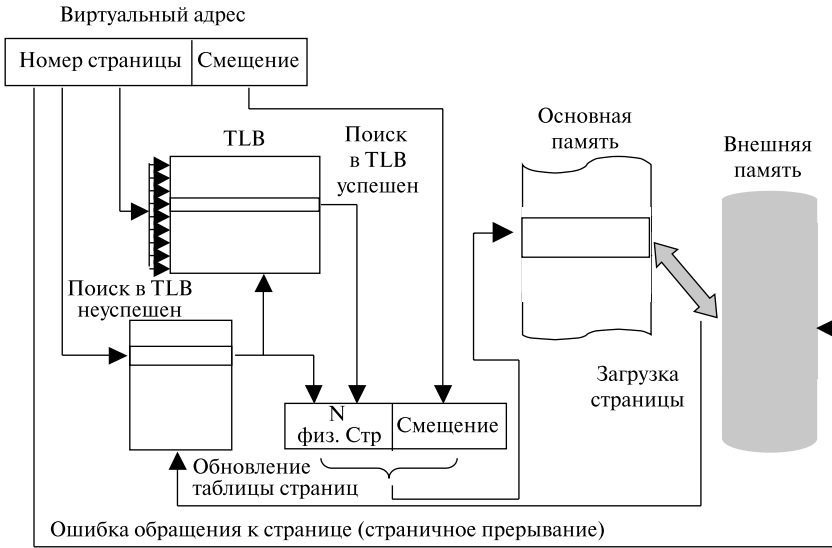 Виртуальный адрес
Номер страницы
Смещение
TLB
Поиск
в TLB
успешен
Основная
память
Внешняя
память
Поиск в TLB
неуспешен
Загрузка
страницы
N
физ. Стр
Смещение
Обновление
таблицы страниц
Ошибка обращения к странице (страничное прерывание)